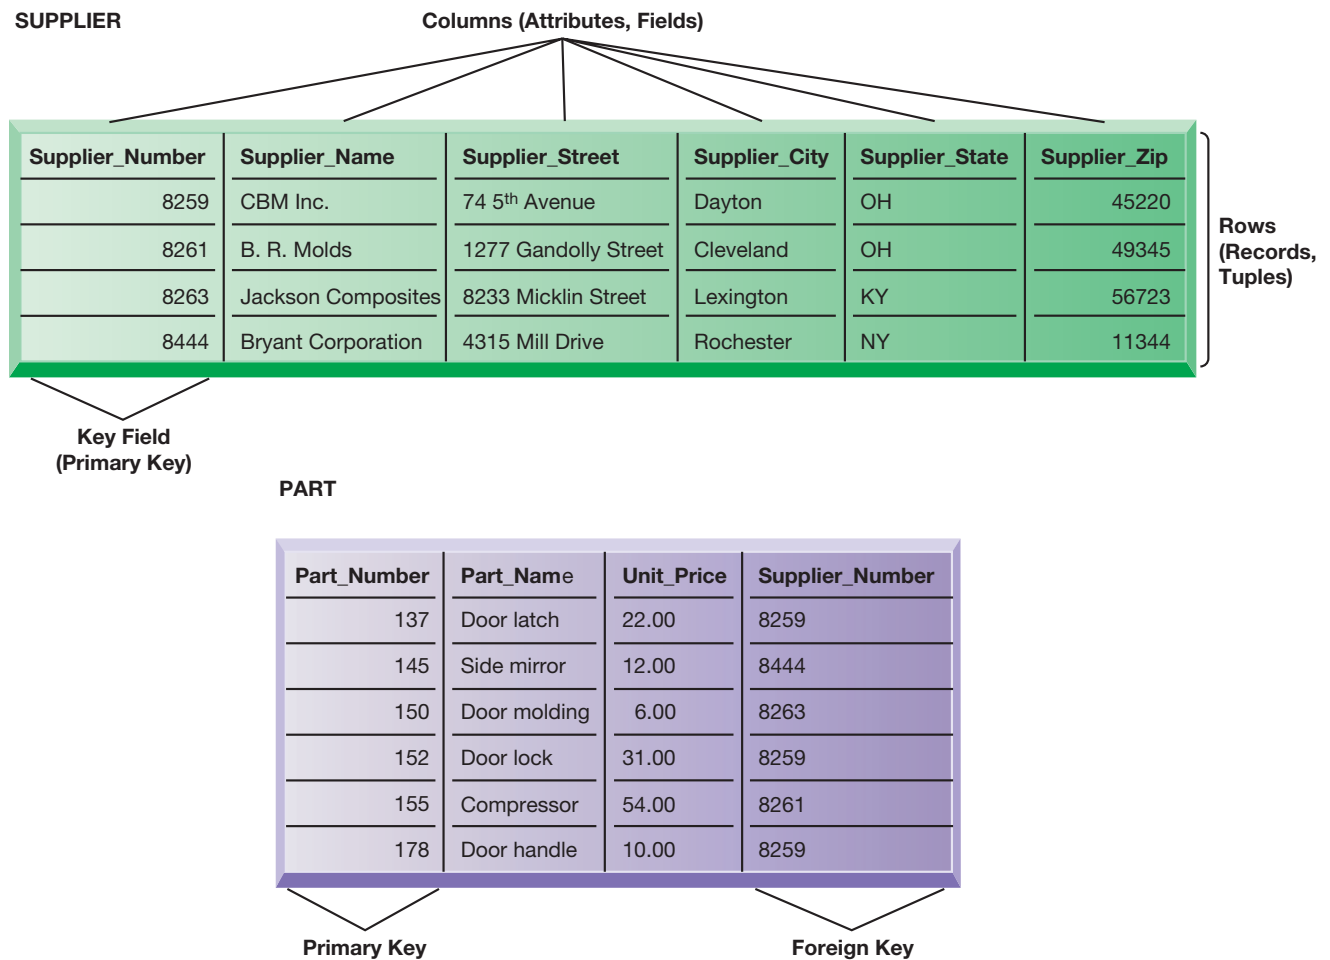 SUPPLIER
Columns (Attributes, Fields)
Supplier_Number Supplier_Name Supplier_Street Supplier_City Supplier_State Supplier_Zip
8259 CBM Inc. 74 5th Avenue Dayton OH 45220
8261 B. R. Molds 1277 Gandolly Street Cleveland OH 49345
8263 Jackson Composites 8233 Micklin Street Lexington KY 56723
8444 Bryant Corporation 4315 Mill Drive Rochester NY 11344
Rows
(Records,
Tuples)
Key Field
(Primary Key)
PART
Part_Number Part_Name Unit_Price Supplier_Number
137 Door latch 22.00 8259
145 Side mirror 12.00 8444
150 Door molding 6.00 8263
152 Door lock 31.00 8259
155 Compressor 54.00 8261
178 Door handle 10.00 8259
Primary Key
Foreign Key